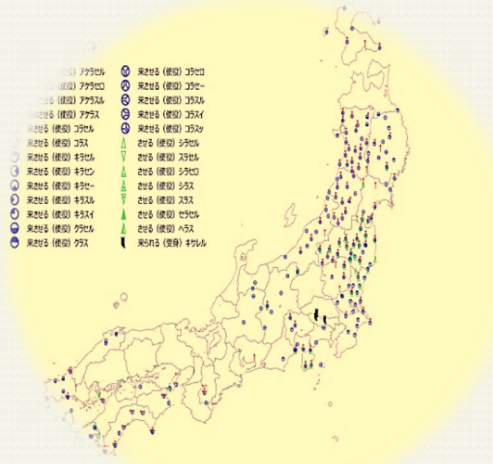 アケラセル
アケラセロ
アケラスル
アケラス
来させる（使役）コラセル
来させる（使役）コラス
来させる（使役）キラセル
来させる（使役）キラセン
来させる（使役）キラセー
来させる（使役）キラスル
来させる（使役）キラスイ
来させる（使役）クラセル
来させる（使役）クラス
来させる（使役）コラセロ
来させる（使役）コラセー
来させる（使役）コラスル
来させる（使役）コラスイ
来させる（使役）コラスッ
させる（使役）シラセル
させる（使役）スラセル
させる（使役）シラセロ
させる（使役）シラス
させる（使役）スラス
させる（使役）セラセル
させる（使役）ヘラス
来られる（受身）キサレル